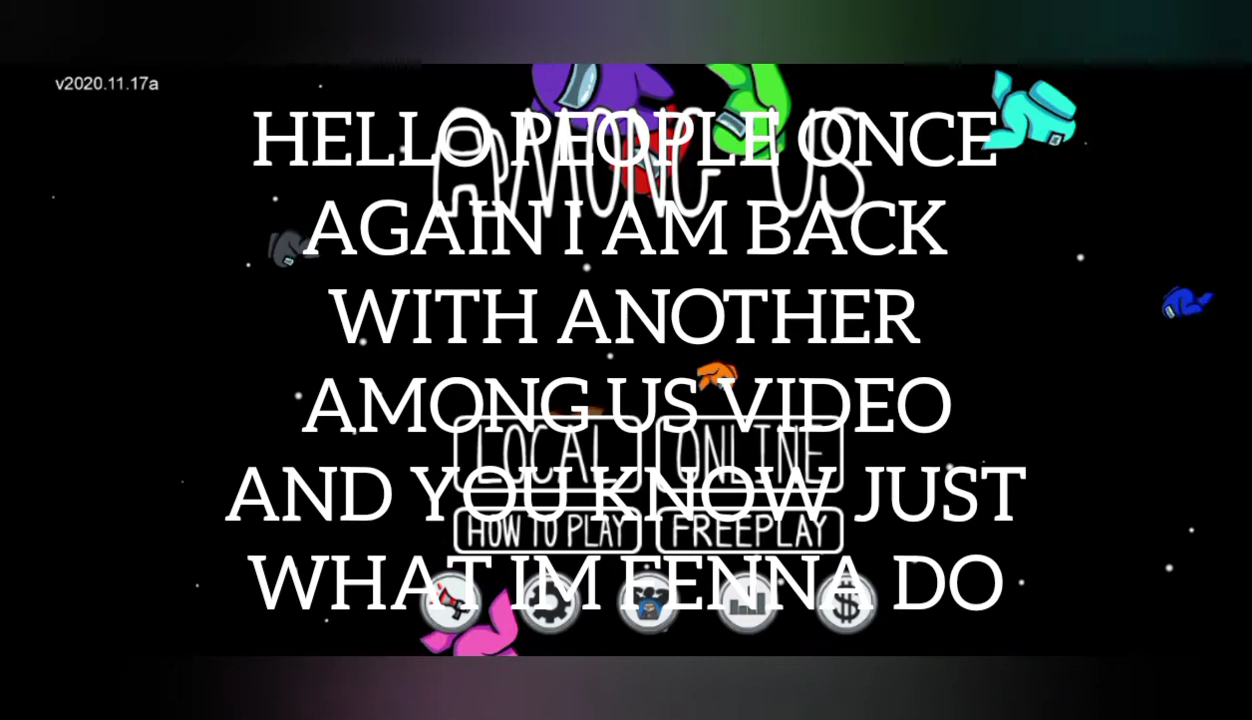 v2020.11.17a
AMONG US
HELLO PEOPLE ONCE
AGAIN I AM BACK
WITH ANOTHER
AMONG US VIDEO
AND YOU KNOW JUST
WHAT IM FENNA DO
LOCAL ONLINE
HOW TO PLAY FREEPLAY